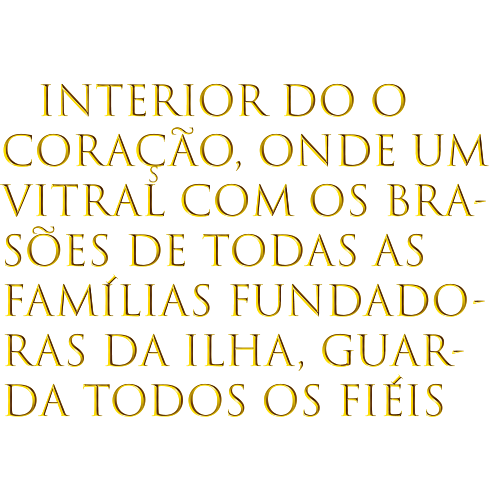 INTERIOR DO O
CORAÇÃO, ONDE UM
VITRAL COM OS BRA-
SÕES DE TODAS AS
FAMÍLIAS FUNDADO-
RAS DA ILHA, GUAR-
DA TODOS OS FIÉIS